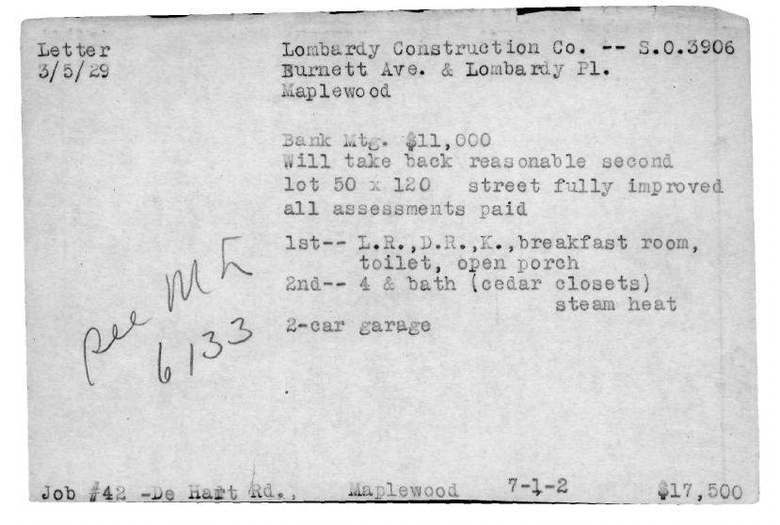 Letter Lombardy Construction Co. -- S.O.3906
3/5/29 Burnett Ave. & Lombardy Pl.
Maplewood
Bank Mtg. $11,000
Will take back reasonable second
lot 50 x 120 street fully improved
all assessments paid
1st-- L.R.,D.R.,K.,breakfast room,
toilet, open porch
2nd-- 4 & bath (cedar closets)
steam heat
2-car garage
see M
6133
Job #42 -De Hart Rd., Maplewood 7-1-2 $17,500